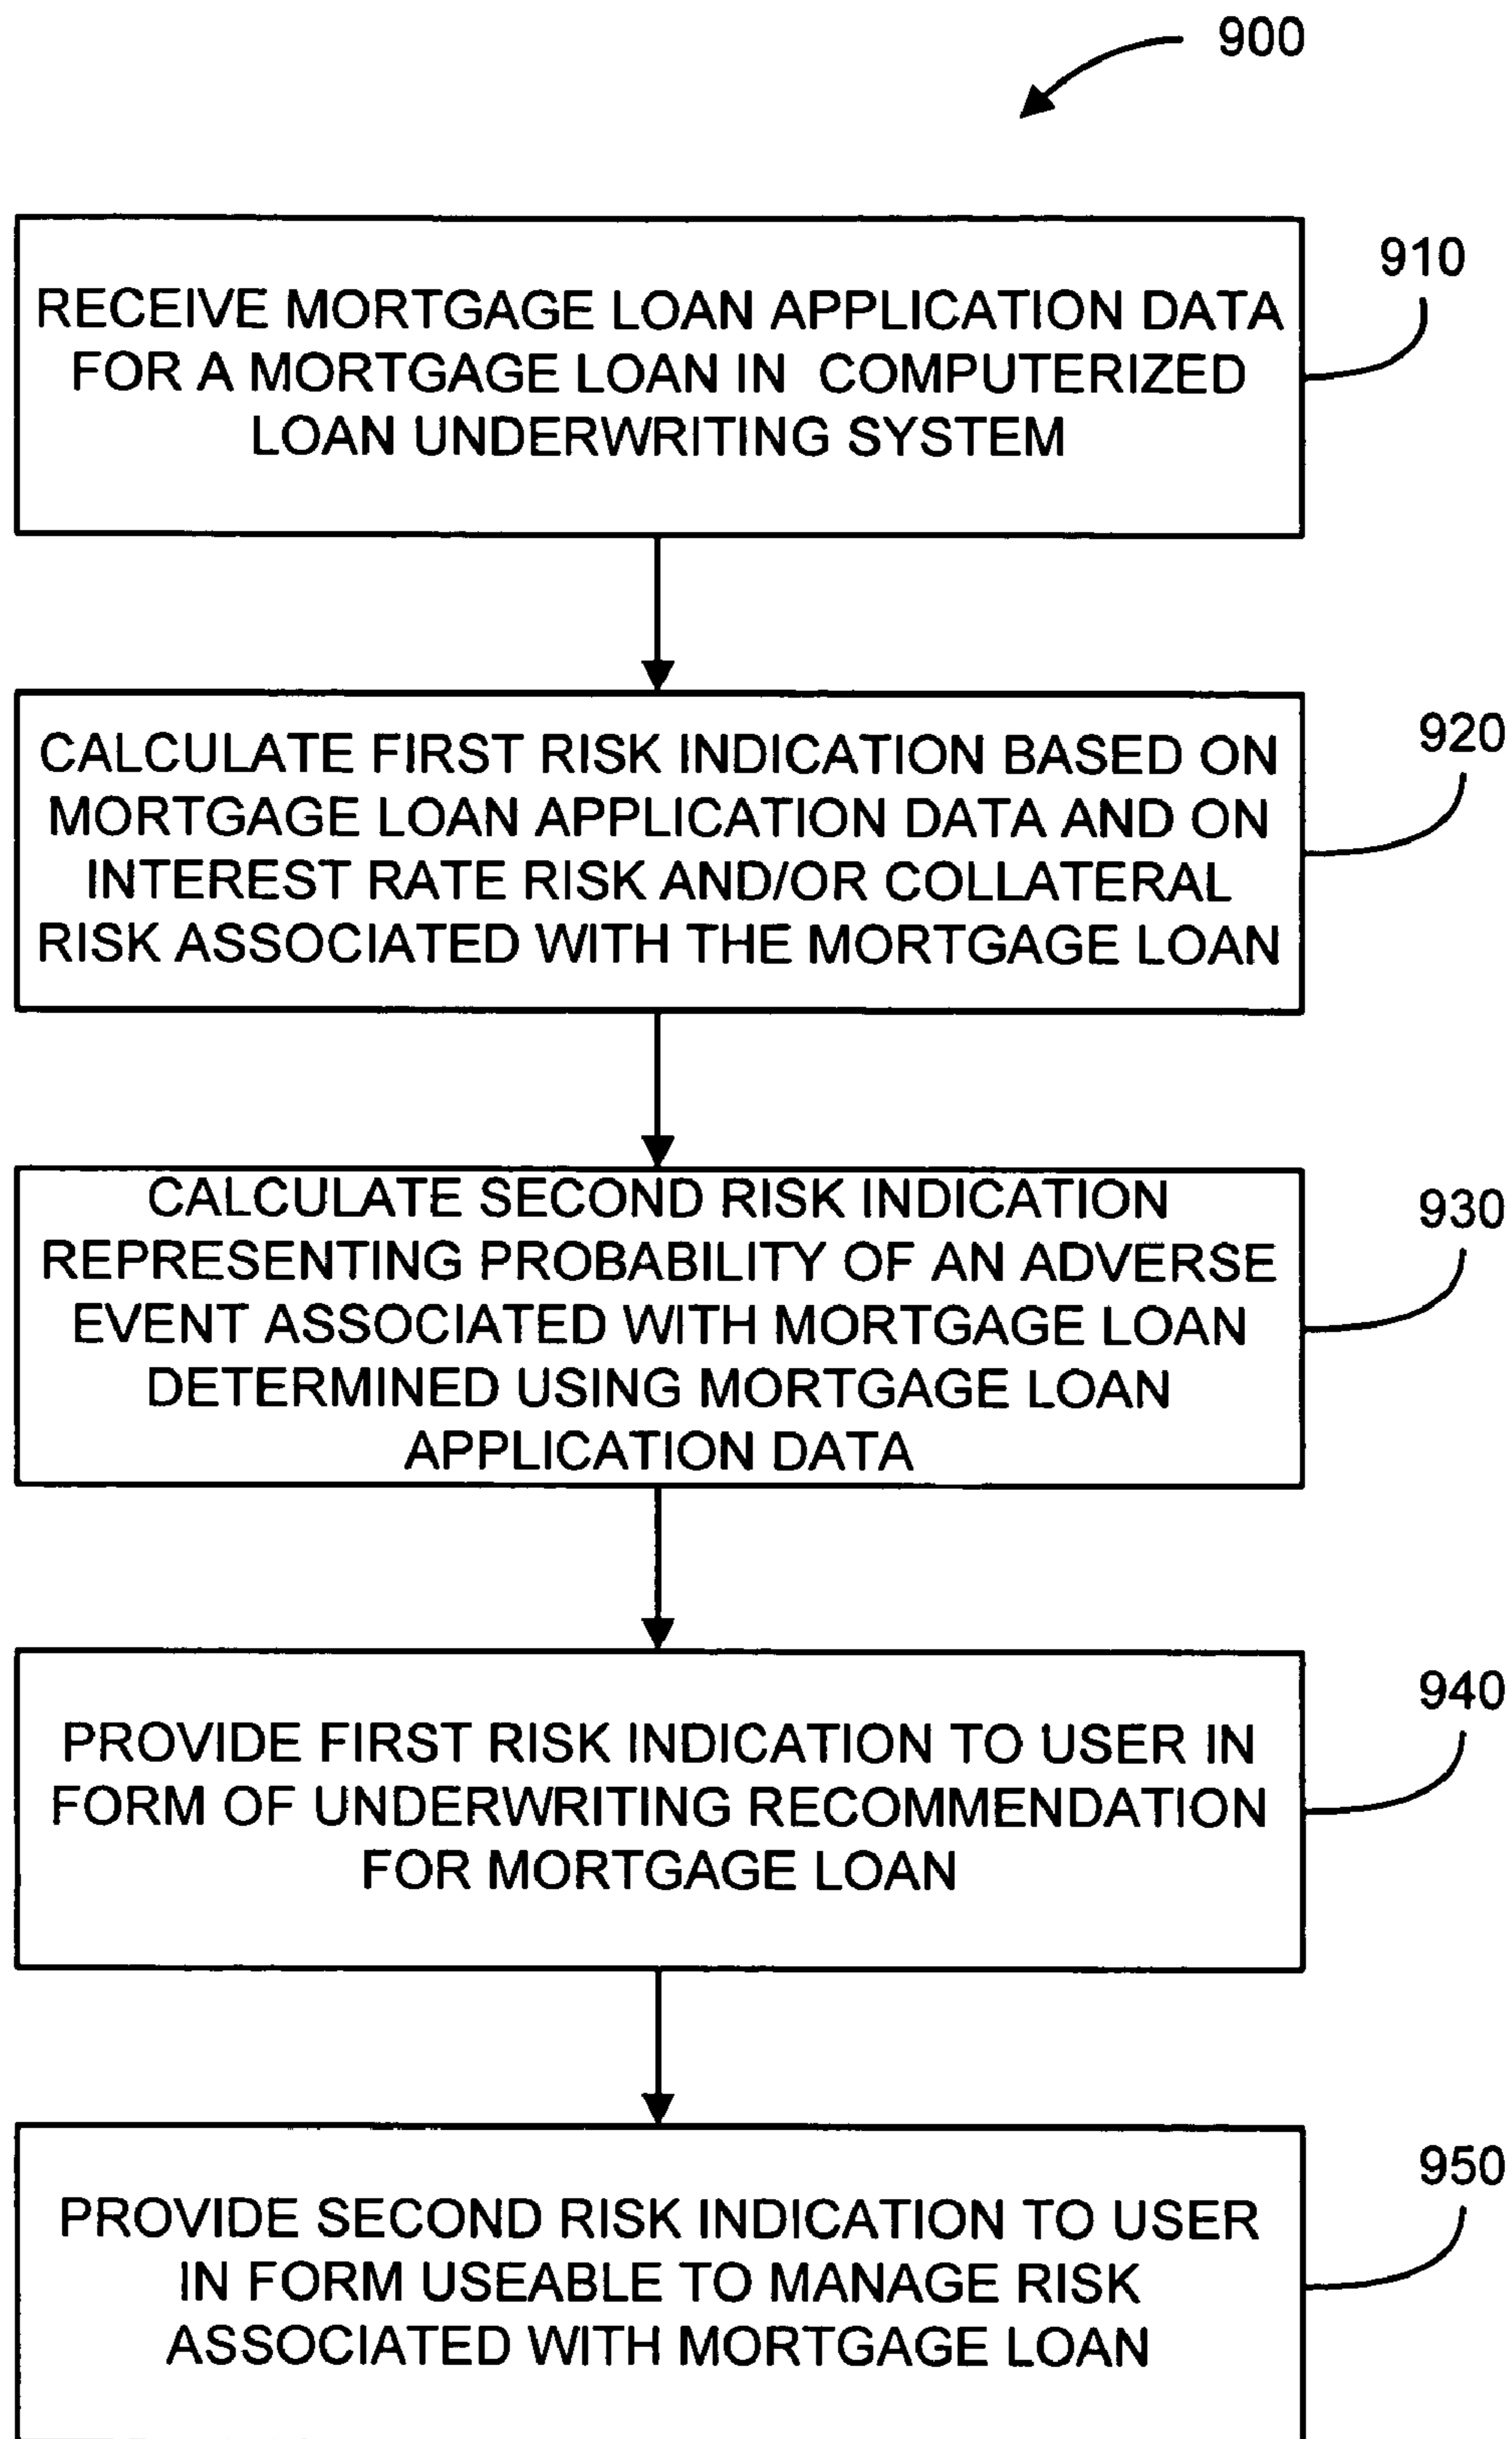 900
910
RECEIVE MORTGAGE LOAN APPLICATION DATA
FOR A MORTGAGE LOAN IN COMPUTERIZED
LOAN UNDERWRITING SYSTEM
920
CALCULATE FIRST RISK INDICATION BASED ON
MORTGAGE LOAN APPLICATION DATA AND ON
INTEREST RATE RISK AND/OR COLLATERAL
RISK ASSOCIATED WITH THE MORTGAGE LOAN
930
CALCULATE SECOND RISK INDICATION
REPRESENTING PROBABILITY OF AN ADVERSE
EVENT ASSOCIATED WITH MORTGAGE LOAN
DETERMINED USING MORTGAGE LOAN
APPLICATION DATA
940
PROVIDE FIRST RISK INDICATION TO USER IN
FORM OF UNDERWRITING RECOMMENDATION
FOR MORTGAGE LOAN
950
PROVIDE SECOND RISK INDICATION TO USER
IN FORM USEABLE TO MANAGE RISK
ASSOCIATED WITH MORTGAGE LOAN